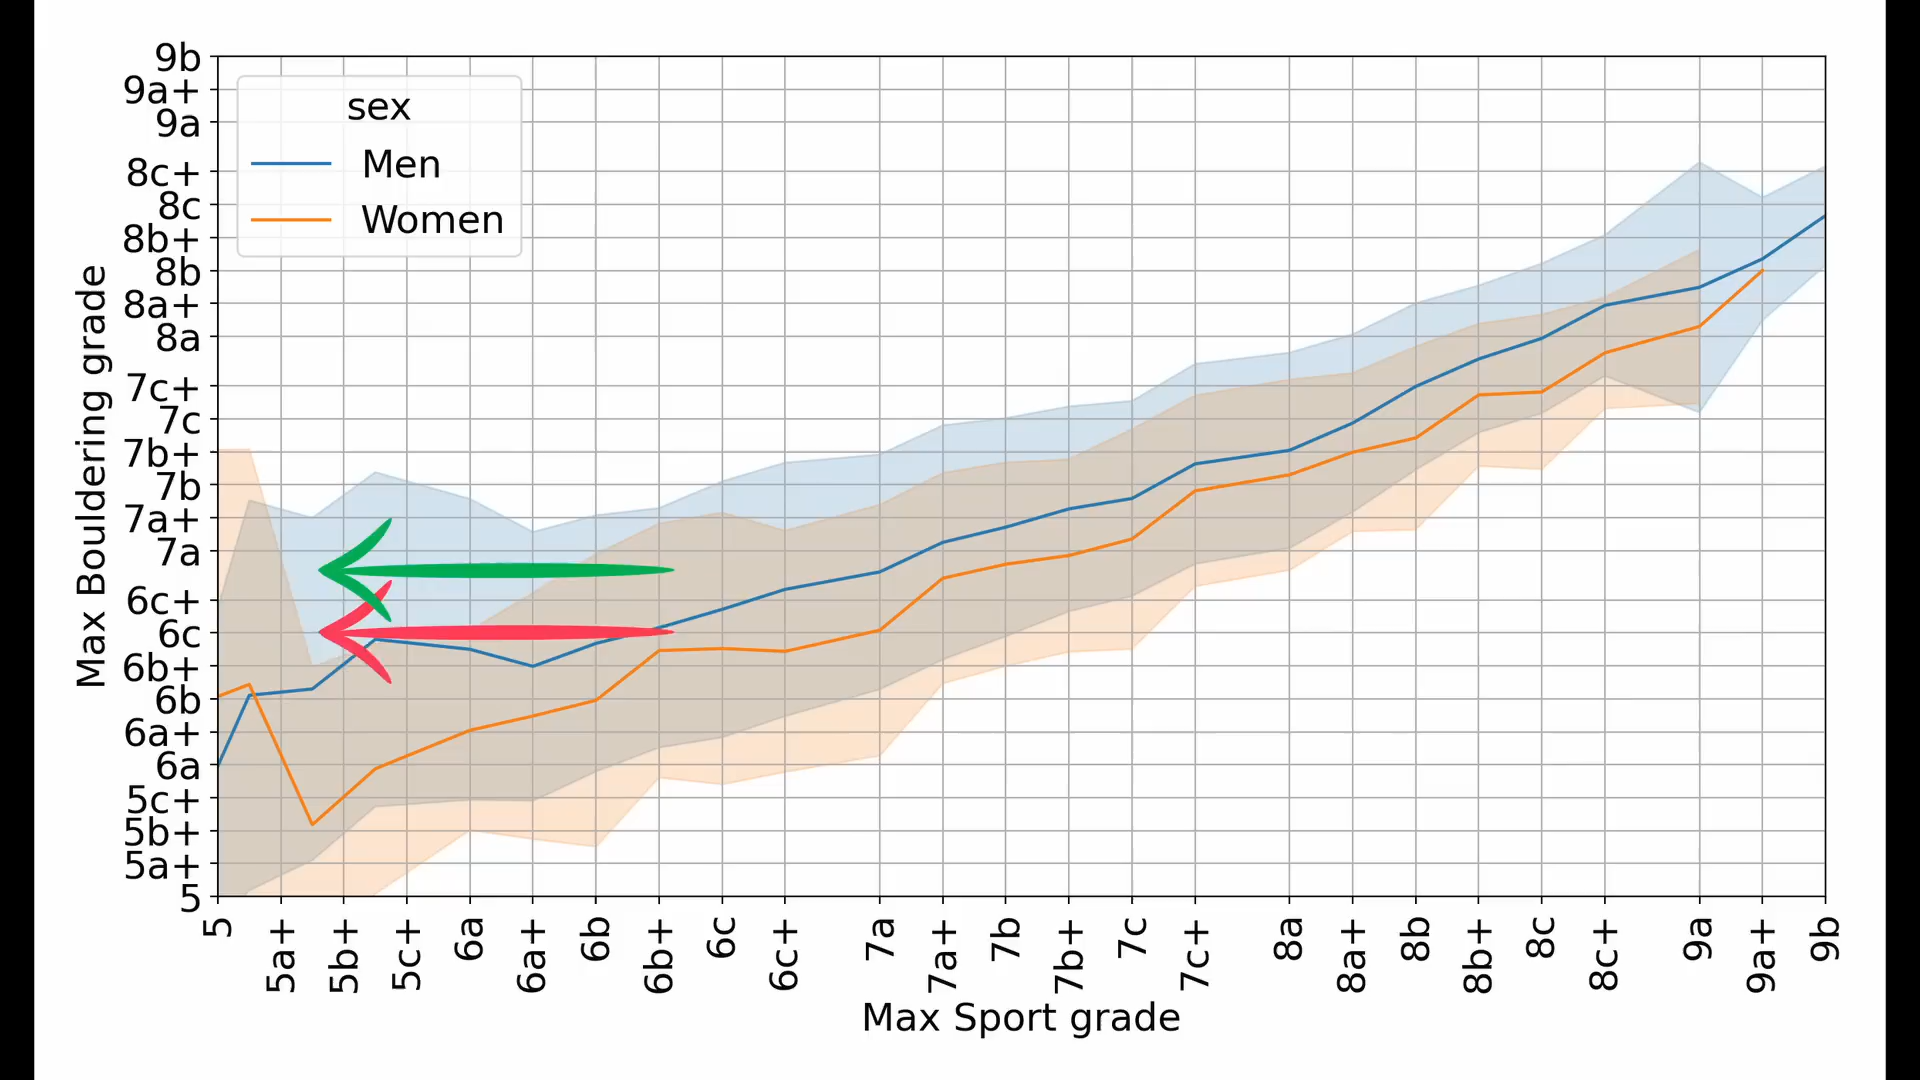 9b
9a+
9a
8c+
8c
8b+
8b
8a+
8a
7c+
7c
7b+
7b
7a+
7a
6c+
6c
6b+
6b
6a+
6a
5c+
5b+
5a+
5
Max Bouldering grade
sex
Men
Women
5
5a+
5b+
5c+
6a
6a+
6b
6b+
6c
6c+
7a
7a+
7b
7b+
7c
7c+
8a
8a+
8b
8b+
8c
8c+
9a
9a+
9b
Max Sport grade